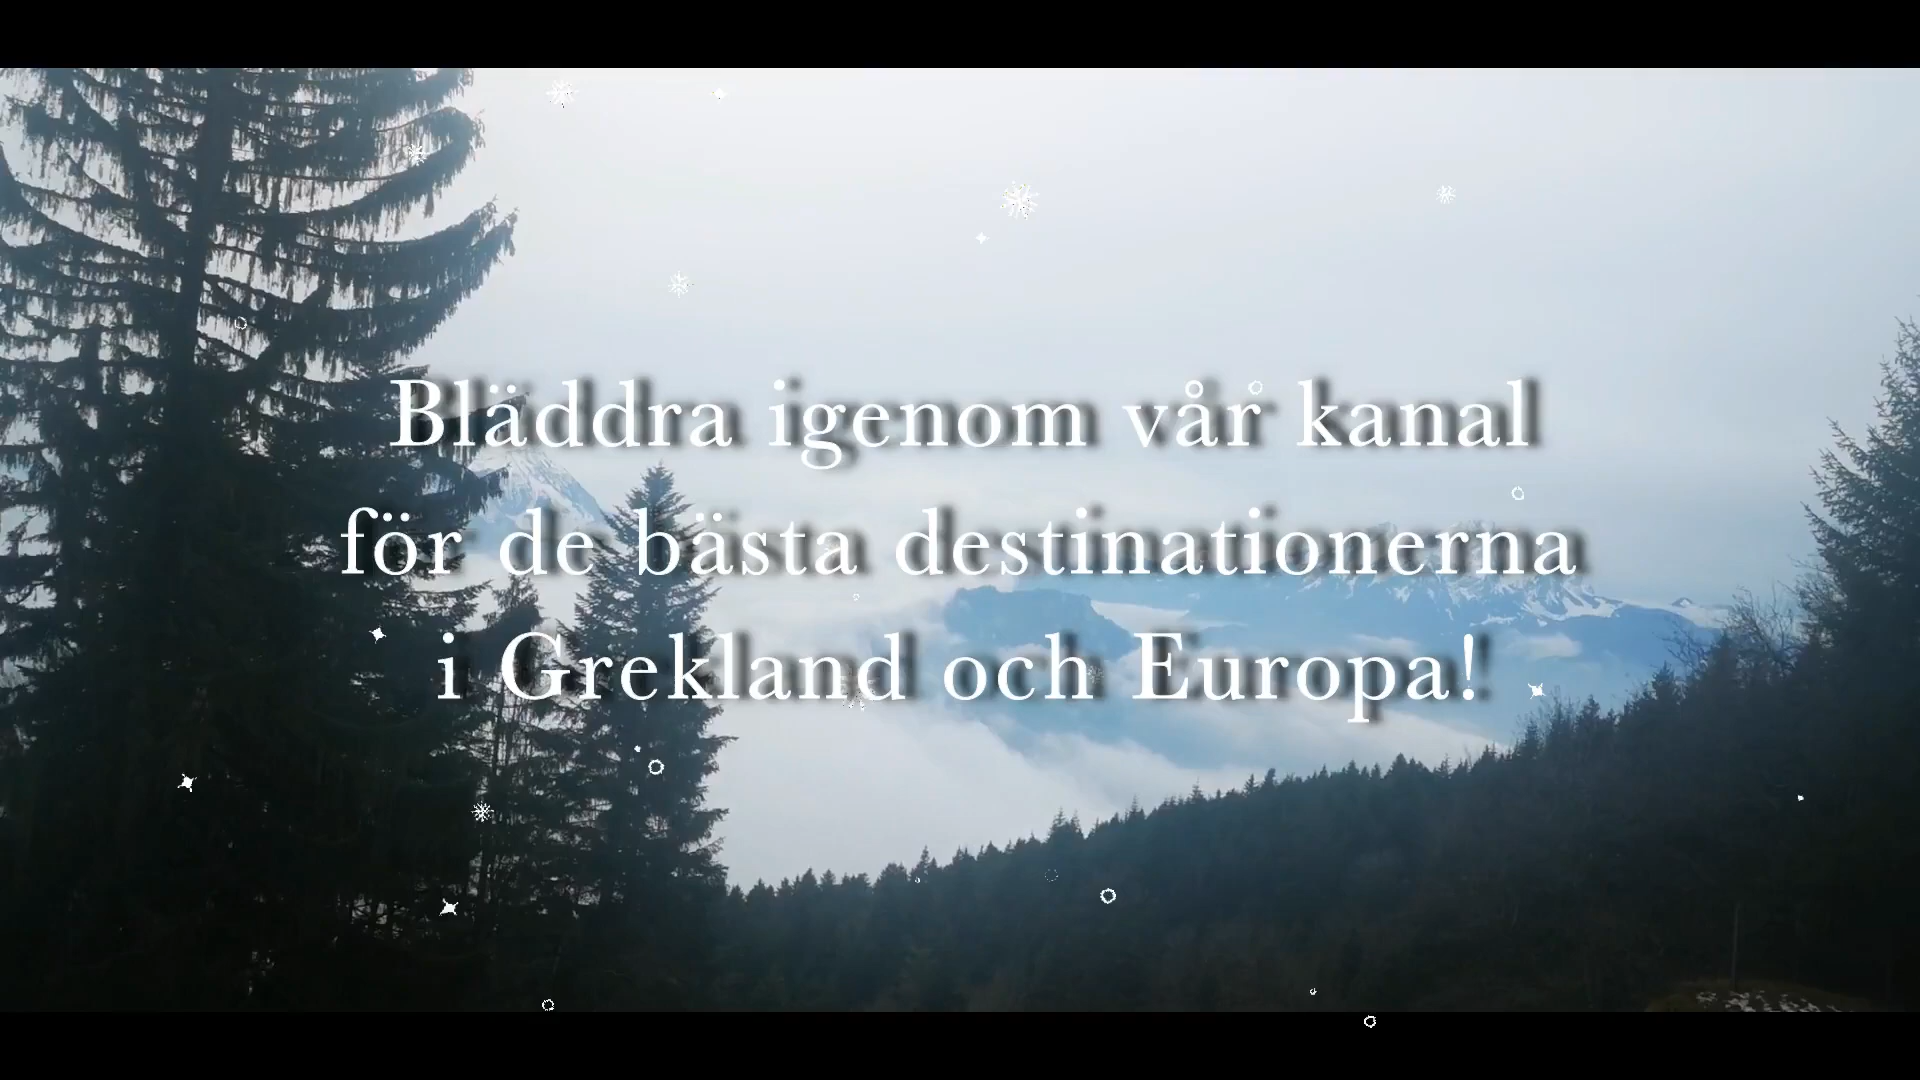 Bläddra igenom vår kanal
för de bästa destinationerna
i Grekland och Europa!